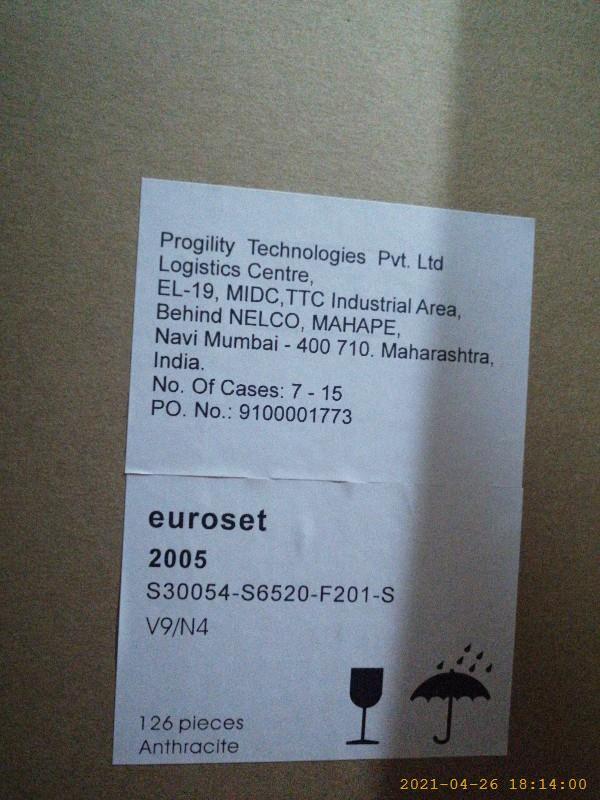 Progility Technologies Pvt. Ltd
Logistics Centre,
EL-19, MIDC,TTC Industrial Area,
Behind NELCO, MAHAPE,
Navi Mumbai - 400 710. Maharashtra,
India.
No. Of Cases: 7 - 15
PO. No.: 9100001773
euroset
2005
S30054-S6520-F201-S
V9/N4
126 pieces
Anthracite
2021-04-26 18:14:00